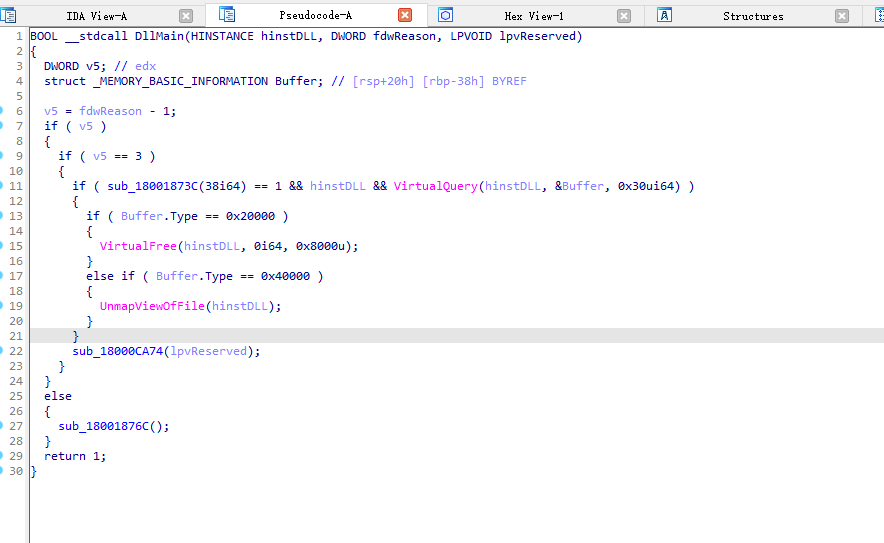 IDA View-A Pseudocode-A Hex View-1 Structures
1 BOOL __stdcall DllMain(HINSTANCE hinstDLL, DWORD fdwReason, LPVOID lpvReserved)
2 {
3   DWORD v5; // edx
4   struct _MEMORY_BASIC_INFORMATION Buffer; // [rsp+20h] [rbp-38h] BYREF
5
6   v5 = fdwReason - 1;
7   if ( v5 )
8   {
9     if ( v5 == 3 )
10     {
11       if ( sub_18001873C(38i64) == 1 && hinstDLL && VirtualQuery(hinstDLL, &Buffer, 0x30ui64) )
12       {
13         if ( Buffer.Type == 0x20000 )
14         {
15           VirtualFree(hinstDLL, 0i64, 0x8000u);
16         }
17         else if ( Buffer.Type == 0x40000 )
18         {
19           UnmapViewOfFile(hinstDLL);
20         }
21       }
22       sub_18000CA74(lpvReserved);
23     }
24   }
25   else
26   {
27     sub_18001876C();
28   }
29   return 1;
30 }